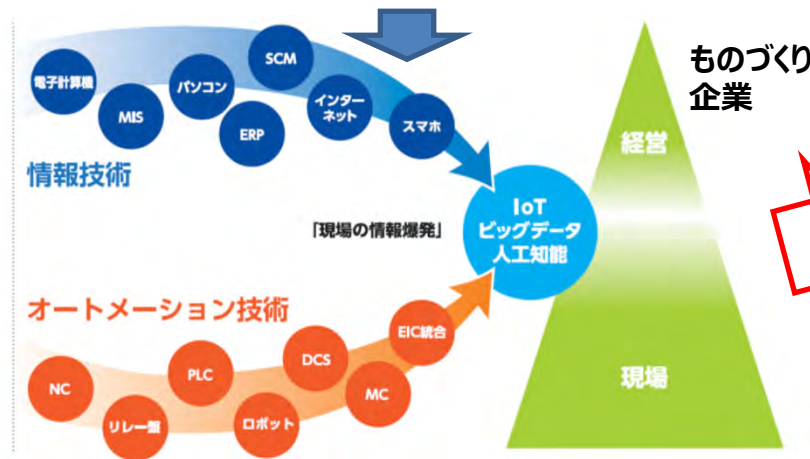 電子計算機
MIS
パソコン
SCM
ERP
インター
ネット
スマホ
情報技術
「現場の情報爆発」
IoT
ビッグデータ
人工知能
オートメーション技術
NC
リレー盤
PLC
ロボット
DCS
MC
EIC統合
ものづくり
企業
経営
現場